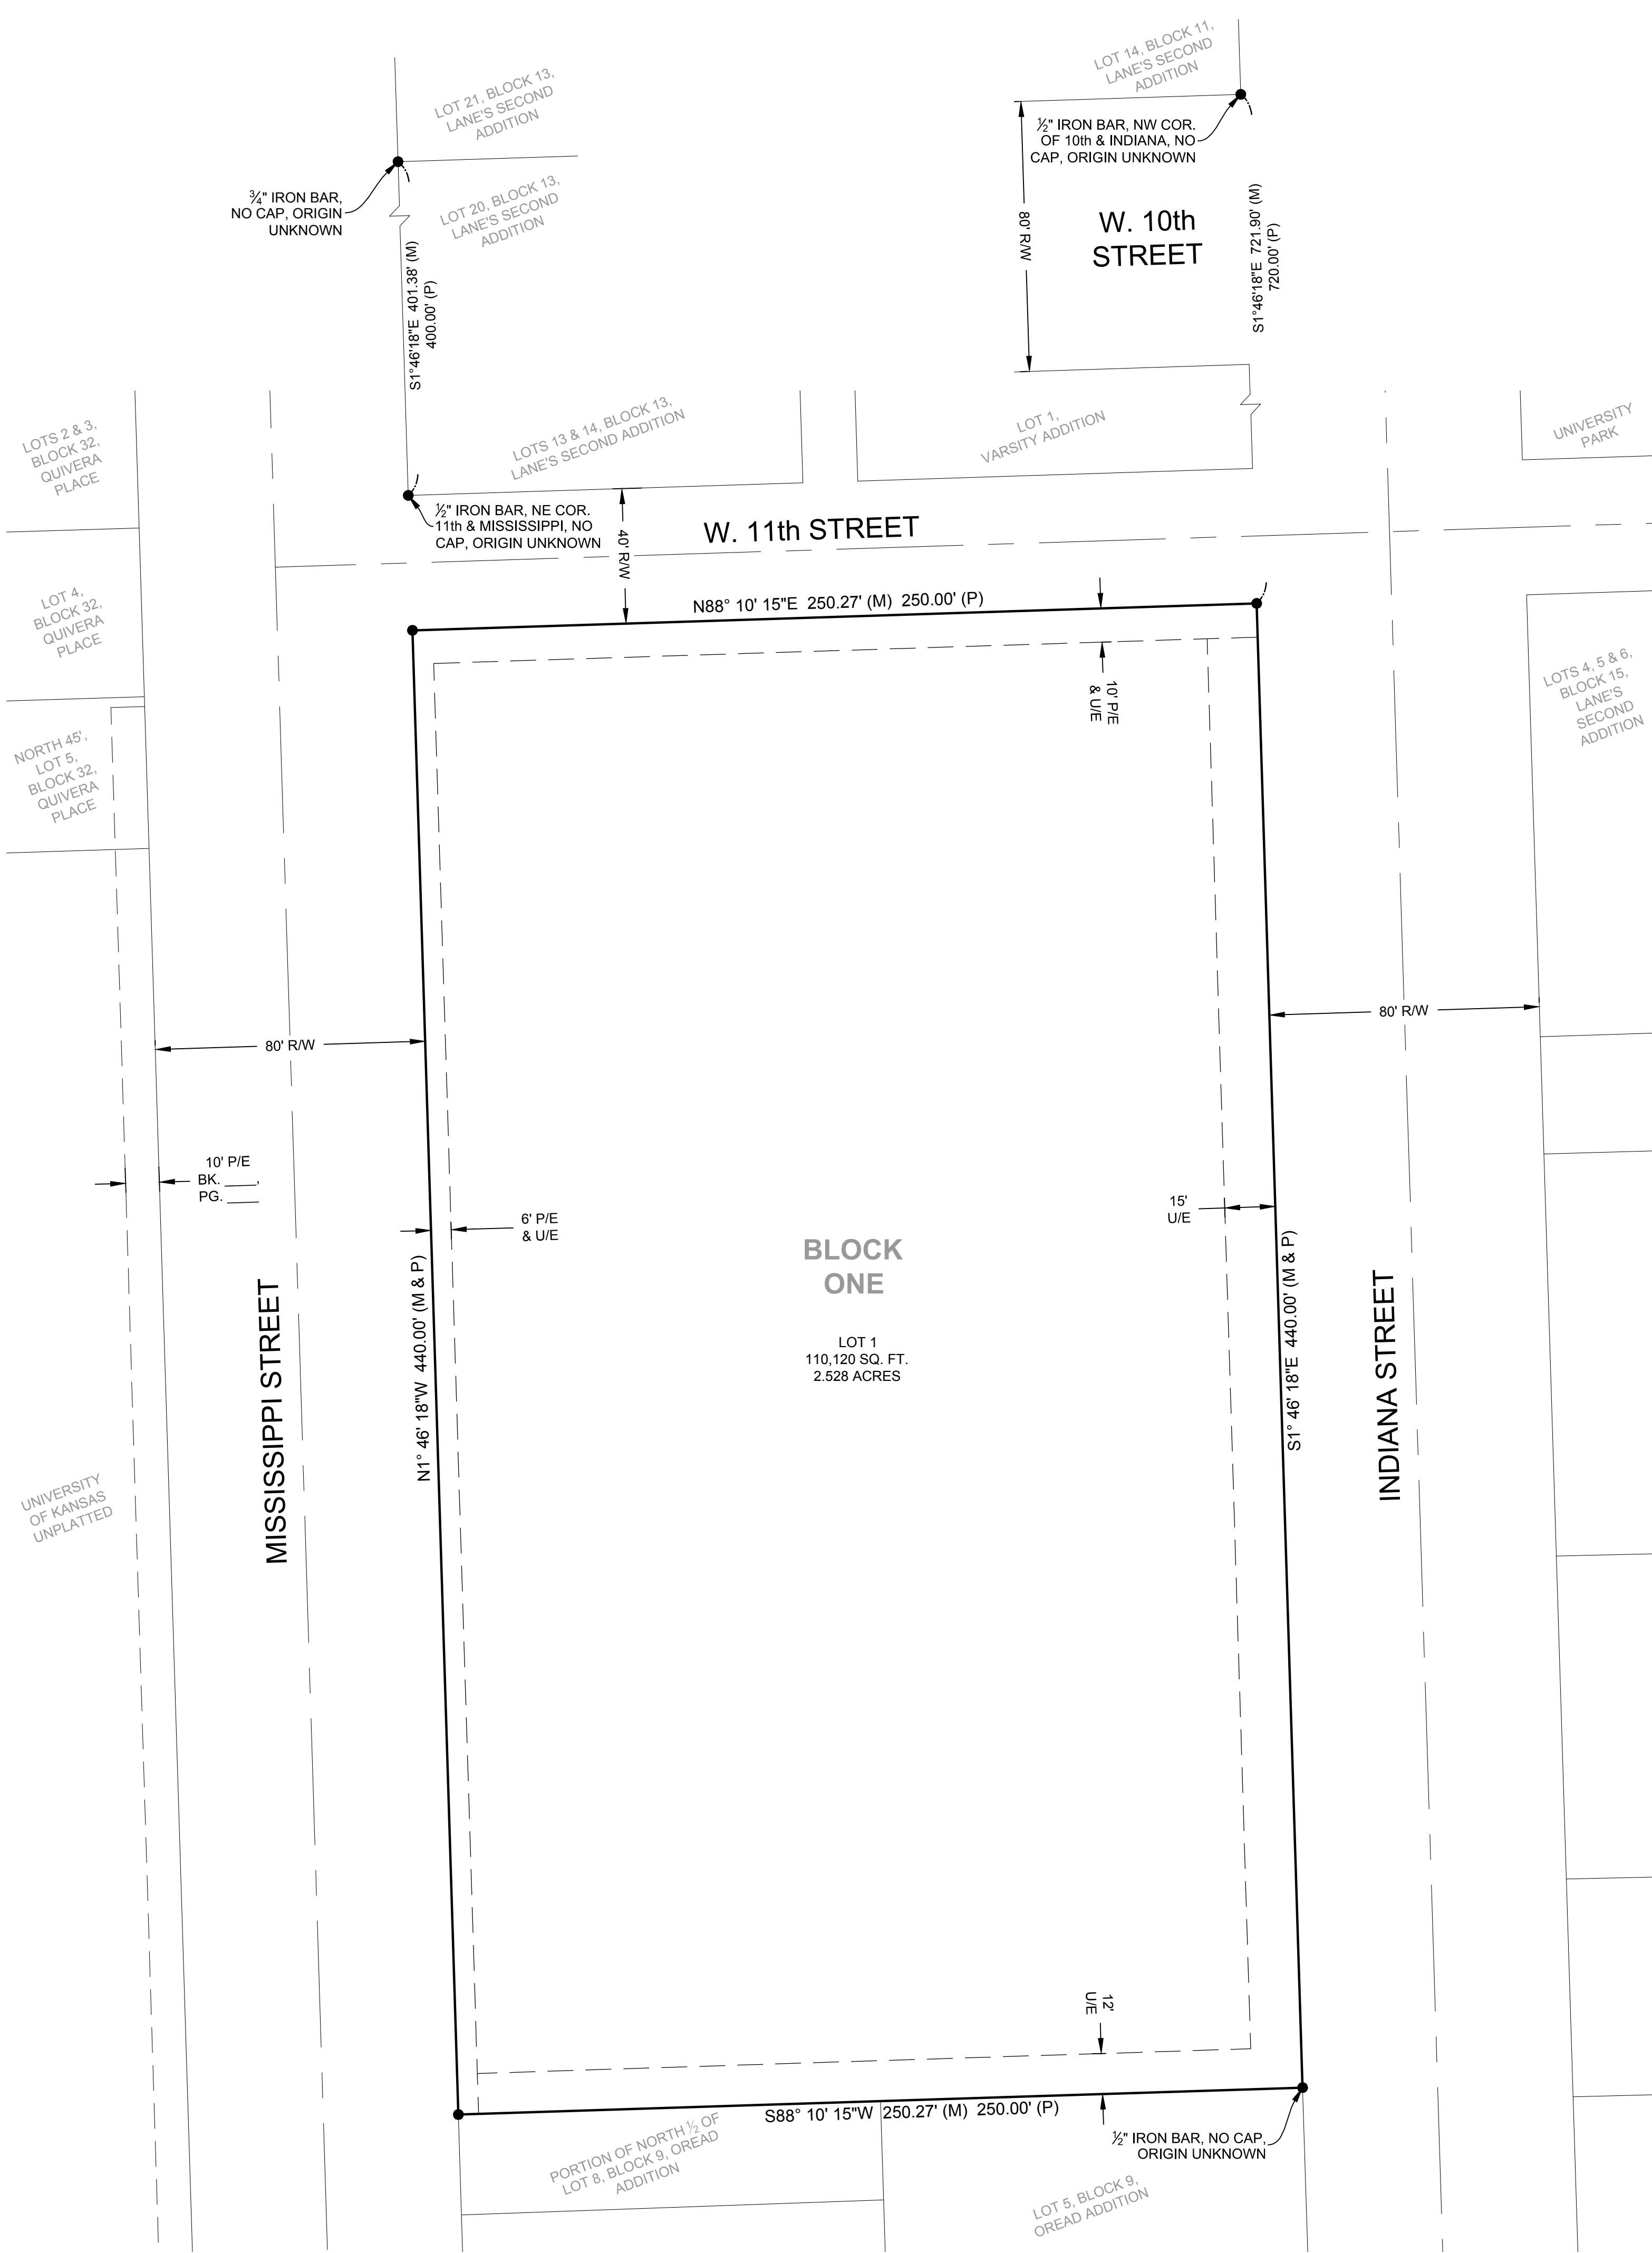 LOT 21, BLOCK 13,
LANE'S SECOND
ADDITION
LOT 14, BLOCK 11,
LANE'S SECOND
ADDITION
½" IRON BAR, NW COR.
OF 10th & INDIANA, NO
CAP, ORIGIN UNKNOWN
¾" IRON BAR,
NO CAP, ORIGIN
UNKNOWN
LOT 20, BLOCK 13,
LANE'S SECOND
ADDITION
80' R/W
W. 10th
STREET
S1°46'18"E 721.90' (M)
720.00' (P)
S1°46'18"E 401.38' (M)
400.00' (P)
LOTS 2 & 3,
BLOCK 32,
QUIVERA
PLACE
LOTS 13 & 14, BLOCK 13,
LANE'S SECOND ADDITION
LOT 1,
VARSITY ADDITION
UNIVERSITY
PARK
½" IRON BAR, NE COR.
11th & MISSISSIPPI, NO
CAP, ORIGIN UNKNOWN
40' R/W
W. 11th STREET
LOT 4,
BLOCK 32,
QUIVERA
PLACE
N88° 10' 15"E 250.27' (M) 250.00' (P)
10' P/E
& U/E
LOTS 4, 5 & 6,
BLOCK 15,
LANE'S
SECOND
ADDITION
NORTH 45',
LOT 5,
BLOCK 32,
QUIVERA
PLACE
80' R/W
80' R/W
10' P/E
BK. ____,
PG. ____
6' P/E
& U/E
15'
U/E
BLOCK
ONE
LOT 1
110,120 SQ. FT.
2.528 ACRES
MISSISSIPPI STREET
N1° 46' 18"W 440.00' (M & P)
S1° 46' 18"E 440.00' (M & P)
INDIANA STREET
UNIVERSITY
OF KANSAS
UNPLATTED
12'
U/E
S88° 10' 15"W 250.27' (M) 250.00' (P)
½" IRON BAR, NO CAP,
ORIGIN UNKNOWN
PORTION OF NORTH ½ OF
LOT 8, BLOCK 9, OREAD
ADDITION
LOT 5, BLOCK 9,
OREAD ADDITION